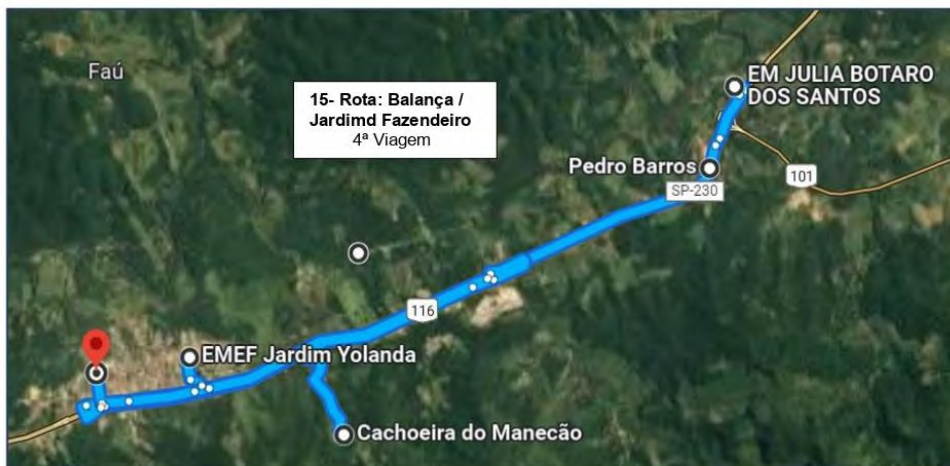 Faú
15- Rota: Balança /
Jardimd Fazendeiro
4ª Viagem
EM JULIA BOTARO
DOS SANTOS
Pedro Barros
SP-230
101
116
EMEF Jardim Yolanda
Cachoeira do Manecão